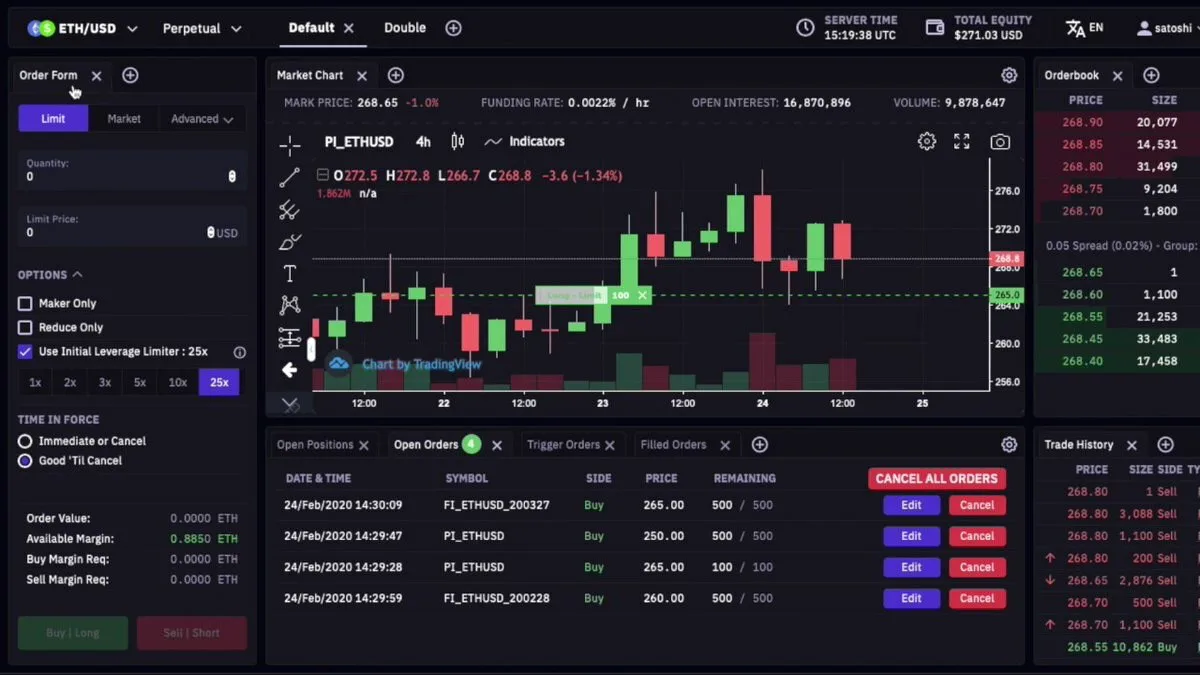 ETH/USD Perpetual Default Double SERVER TIME 15:19:38 UTC TOTAL EQUITY $271.03 USD EN satoshi
Order Form
Limit Market Advanced
Quantity:
0
Limit Price:
0 USD
OPTIONS
Maker Only
Reduce Only
Use Initial Leverage Limiter : 25x
1x 2x 3x 5x 10x 25x
TIME IN FORCE
Immediate or Cancel
Good 'Til Cancel
Order Value: 0.0000 ETH
Available Margin: 0.8850 ETH
Buy Margin Req: 0.0000 ETH
Sell Margin Req: 0.0000 ETH
Buy | Long Sell | Short
Market Chart
MARK PRICE: 268.65 -1.0% FUNDING RATE: 0.0022% / hr OPEN INTEREST: 16,870,896 VOLUME: 9,878,647
PI_ETHUSD 4h Indicators
O272.5 H272.8 L266.7 C268.8 −3.6 (−1.34%)
1.862M n/a
276.0
272.0
268.8
268.0
100 265.0
264.0
260.0
256.0
Chart by TradingView
12:00 22 12:00 23 12:00 24 12:00 25
Open Positions Open Orders 4 Trigger Orders Filled Orders
DATE & TIME SYMBOL SIDE PRICE REMAINING CANCEL ALL ORDERS
24/Feb/2020 14:30:09 FI_ETHUSD_200327 Buy 265.00 500 / 500 Edit Cancel
24/Feb/2020 14:29:47 PI_ETHUSD Buy 250.00 500 / 500 Edit Cancel
24/Feb/2020 14:29:28 PI_ETHUSD Buy 265.00 100 / 100 Edit Cancel
24/Feb/2020 14:29:59 FI_ETHUSD_200228 Buy 260.00 500 / 500 Edit Cancel
Orderbook
PRICE SIZE
268.90 20,077
268.85 14,531
268.80 31,499
268.75 9,204
268.70 1,800
0.05 Spread (0.02%) - Group:
268.65 1
268.60 1,100
268.55 21,253
268.45 33,483
268.40 17,458
Trade History
PRICE SIZE SIDE TY
268.80 1 Sell
268.80 3,088 Sell
268.80 1,100 Sell
268.80 200 Sell
268.65 2,876 Sell
268.70 500 Sell
268.70 1,100 Sell
268.55 10,862 Buy